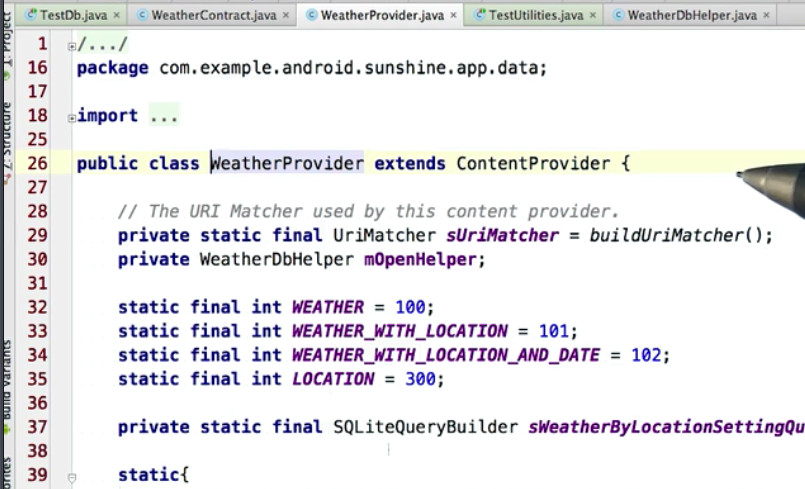 TestDb.java × WeatherContract.java × WeatherProvider.java × TestUtilities.java × WeatherDbHelper.java ×
1 /.../
16 package com.example.android.sunshine.app.data;
17
18 import ...
25
26 public class WeatherProvider extends ContentProvider {
27
28 // The URI Matcher used by this content provider.
29 private static final UriMatcher sUriMatcher = buildUriMatcher();
30 private WeatherDbHelper mOpenHelper;
31
32 static final int WEATHER = 100;
33 static final int WEATHER_WITH_LOCATION = 101;
34 static final int WEATHER_WITH_LOCATION_AND_DATE = 102;
35 static final int LOCATION = 300;
36
37 private static final SQLiteQueryBuilder sWeatherByLocationSettingQu
38
39 static{
1: Project
Z: Structure
Build Variants
orites